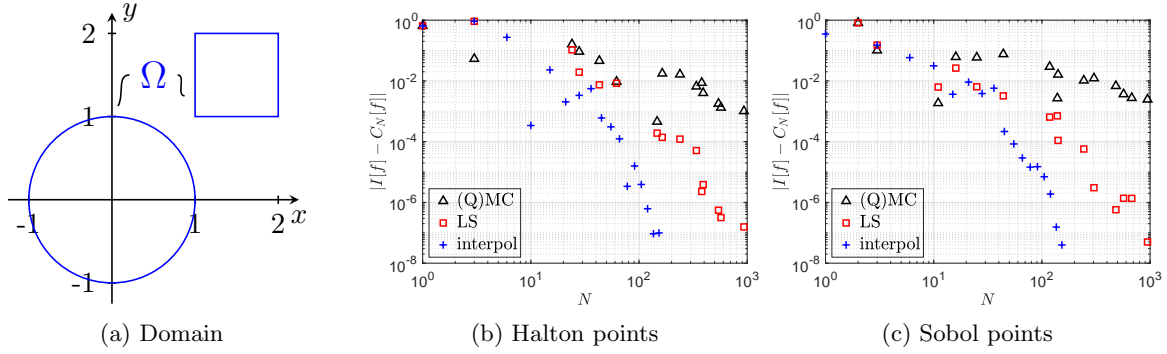 y
2
Ω
1
-1
1
2
x
-1
(a) Domain
|I[f] − C_N[f]|
10^0
10^-2
10^-4
10^-6
10^-8
(Q)MC
LS
interpol
10^0 10^1 10^2 10^3
N
(b) Halton points
|I[f] − C_N[f]|
10^0
10^-2
10^-4
10^-6
10^-8
(Q)MC
LS
interpol
10^0 10^1 10^2 10^3
N
(c) Sobol points